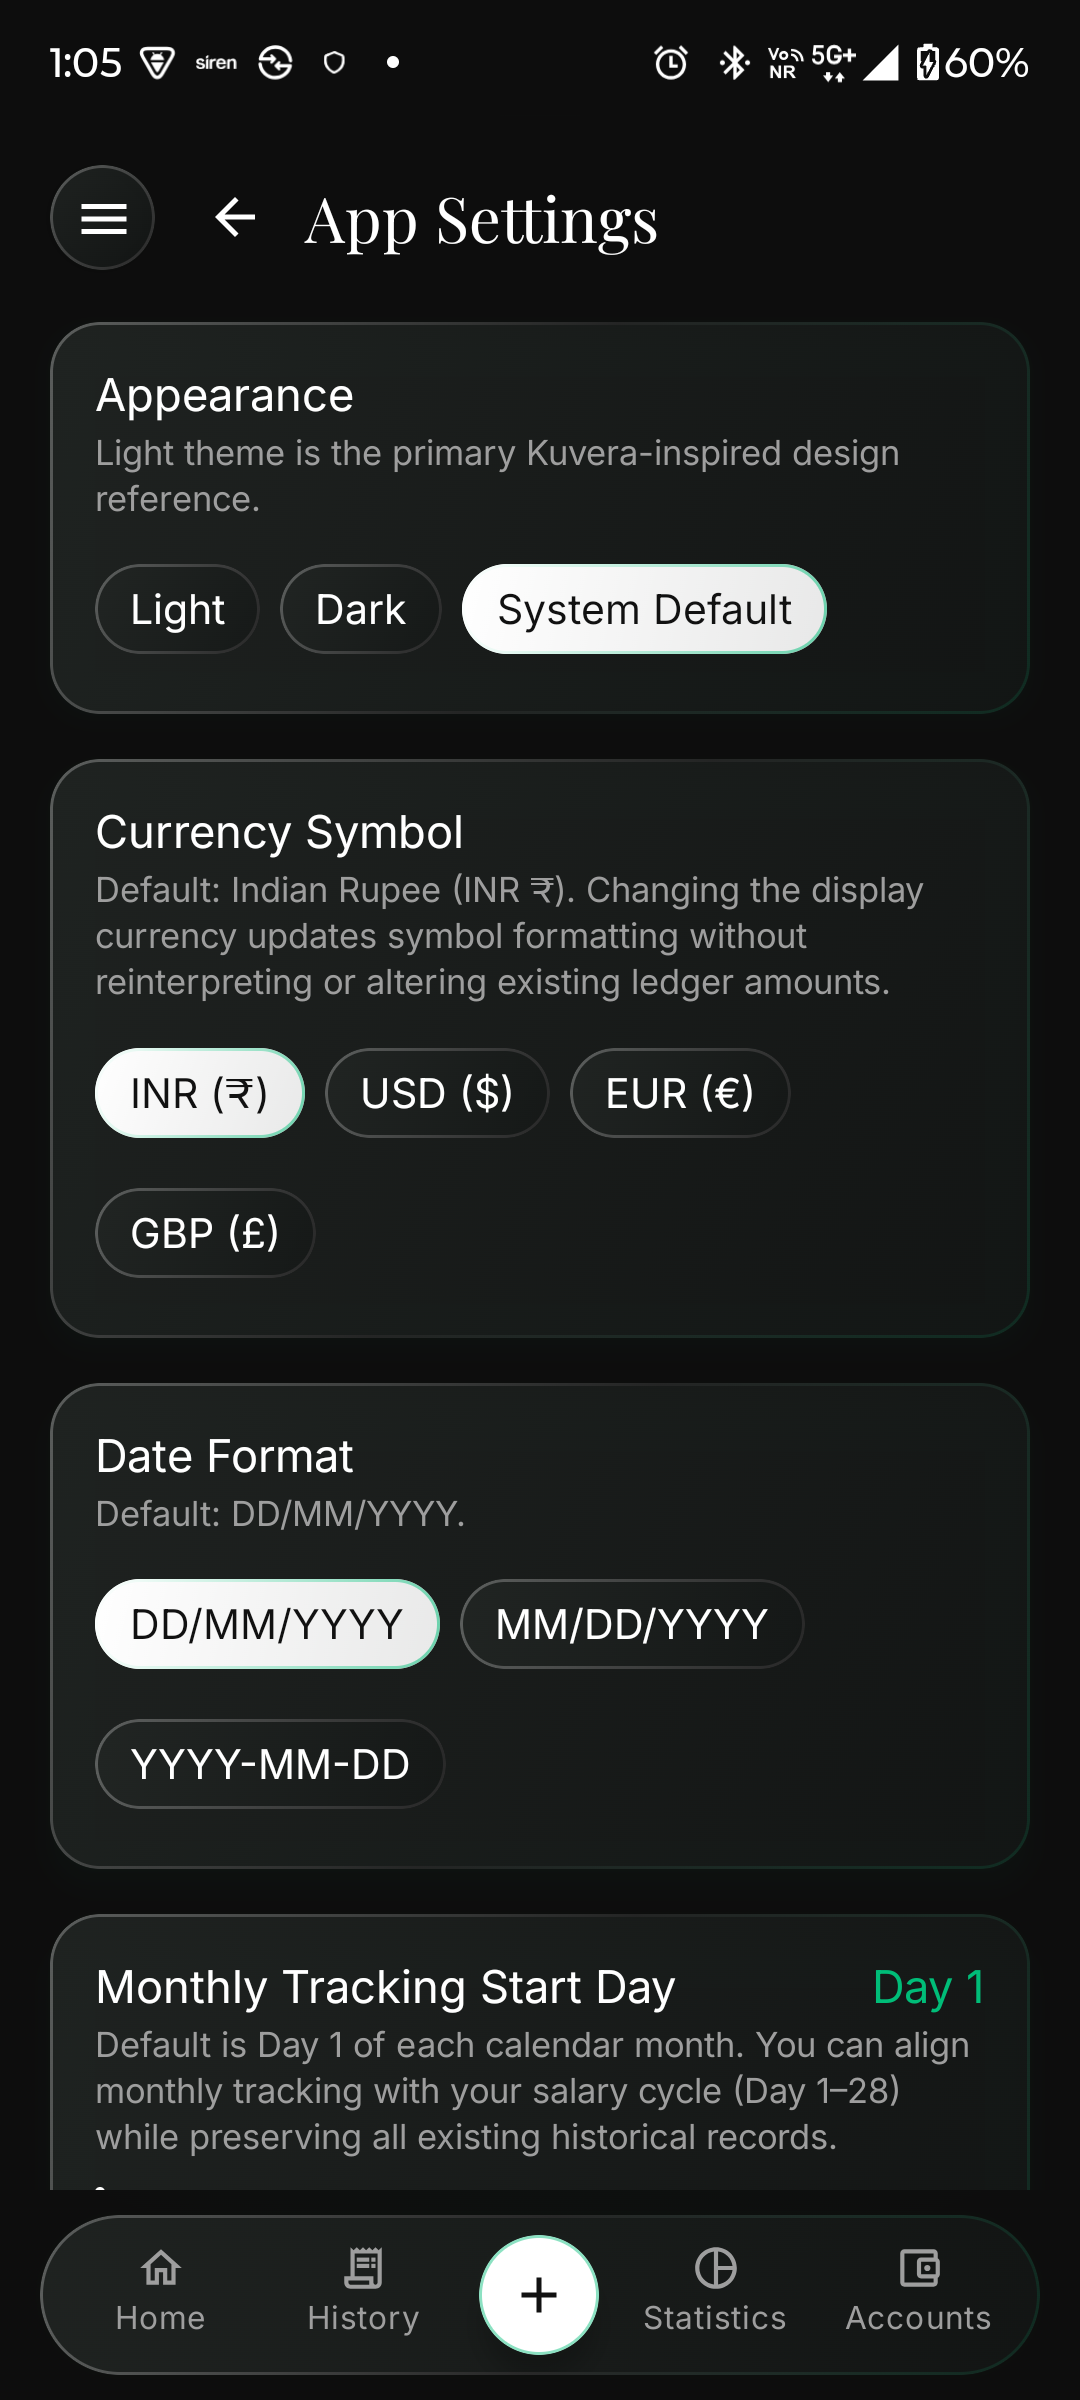 1:05 siren VoNR 5G+ 60%
App Settings
Appearance
Light theme is the primary Kuvera-inspired design
reference.
Light Dark System Default
Currency Symbol
Default: Indian Rupee (INR ₹). Changing the display
currency updates symbol formatting without
reinterpreting or altering existing ledger amounts.
INR (₹) USD ($) EUR (€)
GBP (£)
Date Format
Default: DD/MM/YYYY.
DD/MM/YYYY MM/DD/YYYY
YYYY-MM-DD
Monthly Tracking Start Day Day 1
Default is Day 1 of each calendar month. You can align
monthly tracking with your salary cycle (Day 1–28)
while preserving all existing historical records.
Home History Statistics Accounts